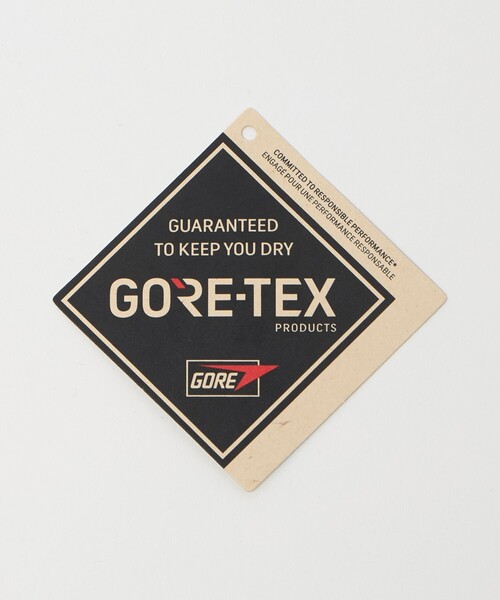 COMMITTED TO RESPONSIBLE PERFORMANCE*
ENGAGÉ POUR UNE PERFORMANCE RESPONSABLE
GUARANTEED
TO KEEP YOU DRY
GORE-TEX
PRODUCTS
GORE